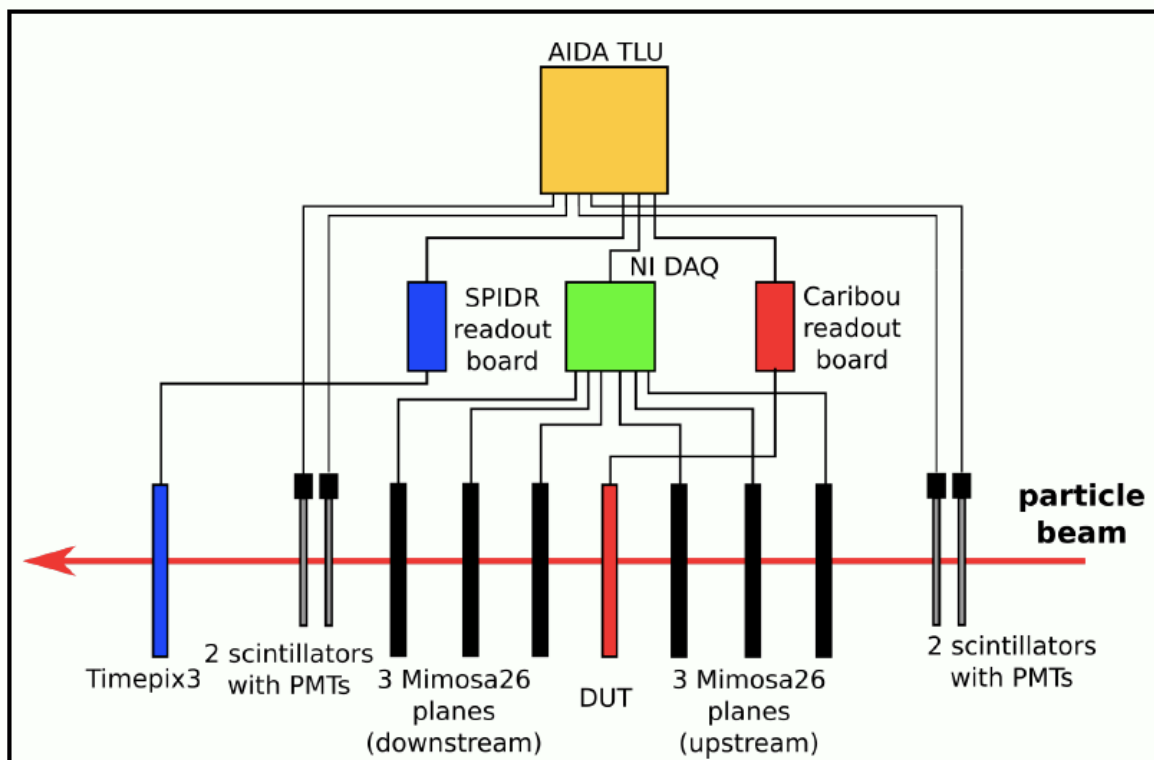 AIDA TLU
NI DAQ
SPIDR
readout
board
Caribou
readout
board
particle
beam
Timepix3
2 scintillators
with PMTs
3 Mimosa26
planes
(downstream)
DUT
3 Mimosa26
planes
(upstream)
2 scintillators
with PMTs